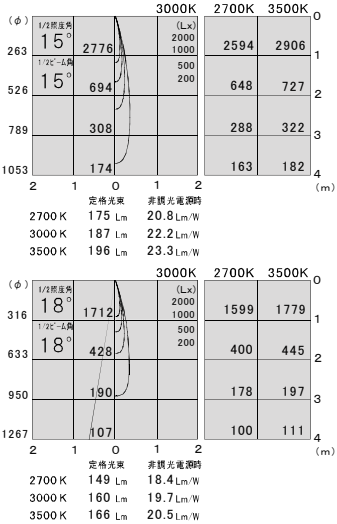 3000K 2700K 3500K
(φ) 1/2照度角 (Lx) 0
15° 2000
263 2776 1000 2594 2906 1
1/2ビーム角 500
15° 200
526 694 648 727 2
789 308 288 322 3
1053 174 163 182 4
2 1 0 1 2 (m)
定格光束 非調光電源時
2700K 175 Lm 20.8 Lm/W
3000K 187 Lm 22.2 Lm/W
3500K 196 Lm 23.3 Lm/W
3000K 2700K 3500K
(φ) 1/2照度角 (Lx) 0
18° 2000
316 1712 1000 1599 1779 1
1/2ビーム角 500
18° 200
633 428 400 445 2
950 190 178 197 3
1267 107 100 111 4
2 1 0 1 2 (m)
定格光束 非調光電源時
2700K 149 Lm 18.4 Lm/W
3000K 160 Lm 19.7 Lm/W
3500K 166 Lm 20.5 Lm/W